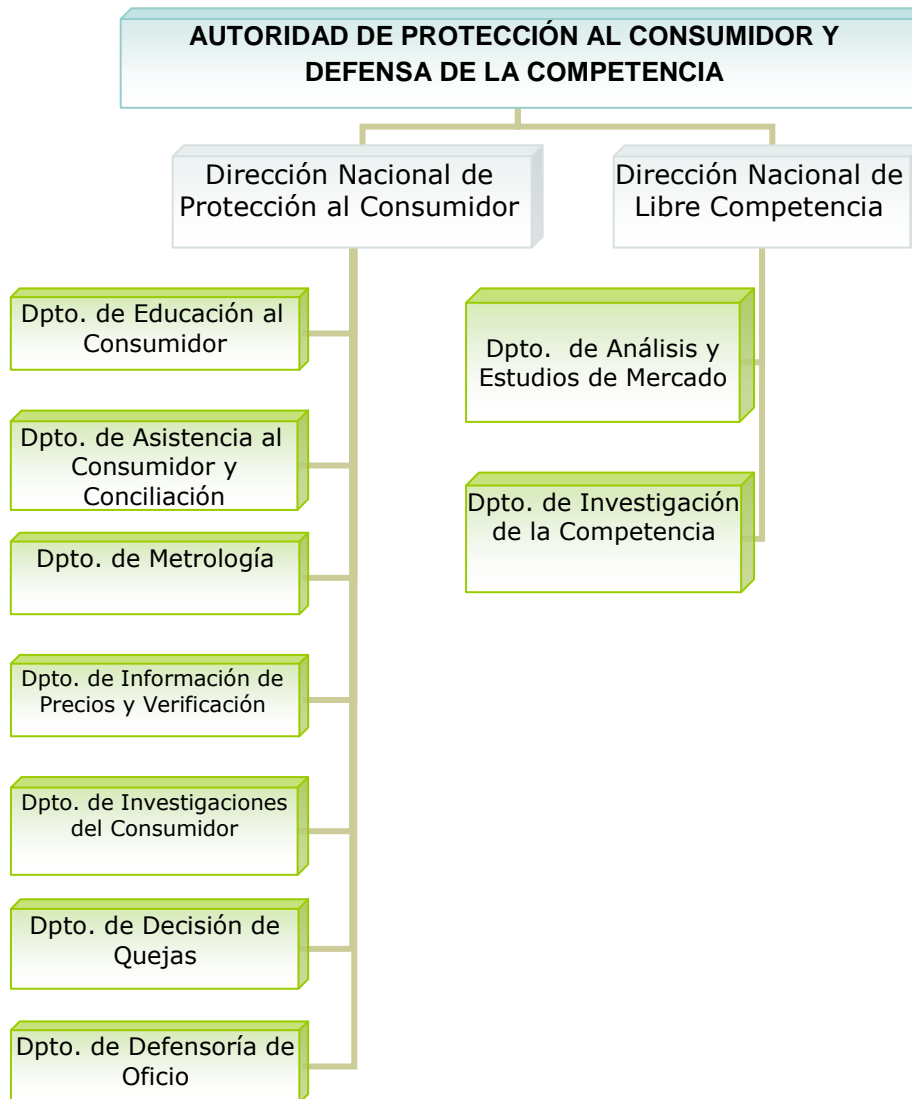 AUTORIDAD DE PROTECCIÓN AL CONSUMIDOR Y
DEFENSA DE LA COMPETENCIA
Dirección Nacional de
Protección al Consumidor
Dirección Nacional de
Libre Competencia
Dpto. de Educación al
Consumidor
Dpto. de Asistencia al
Consumidor y
Conciliación
Dpto. de Metrología
Dpto. de Información de
Precios y Verificación
Dpto. de Investigaciones
del Consumidor
Dpto. de Decisión de
Quejas
Dpto. de Defensoría de
Oficio
Dpto. de Análisis y
Estudios de Mercado
Dpto. de Investigación
de la Competencia